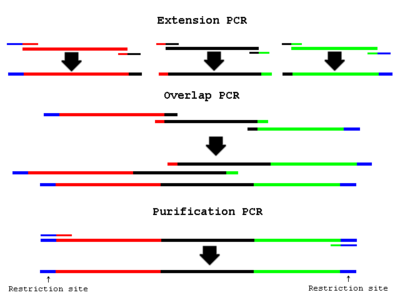 Extension PCR
Overlap PCR
Purification PCR
Restriction site
Restriction site